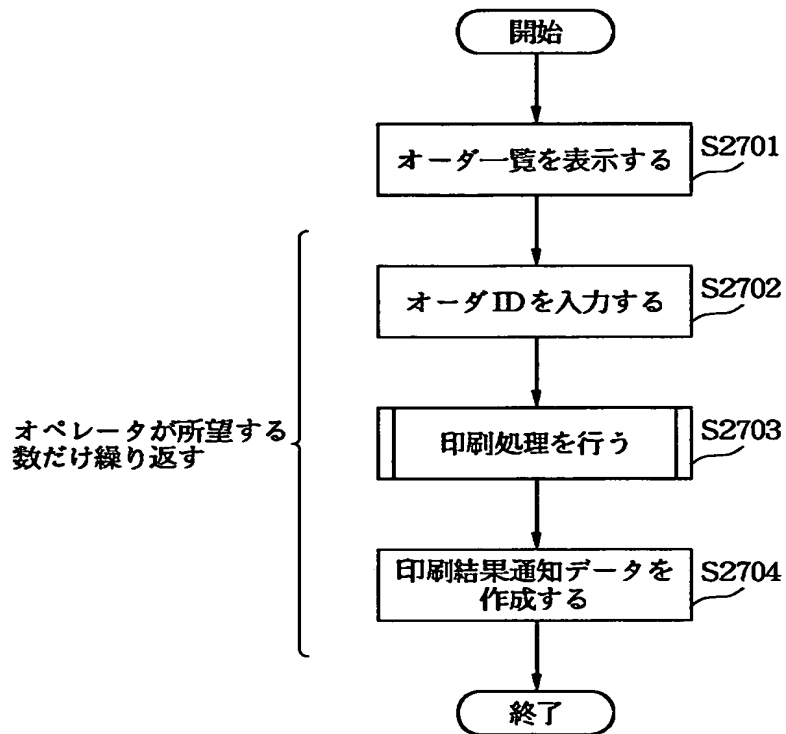 開始
オーダ一覧を表示する
S2701
オーダIDを入力する
S2702
オペレータが所望する
数だけ繰り返す
印刷処理を行う
S2703
印刷結果通知データを
作成する
S2704
終了